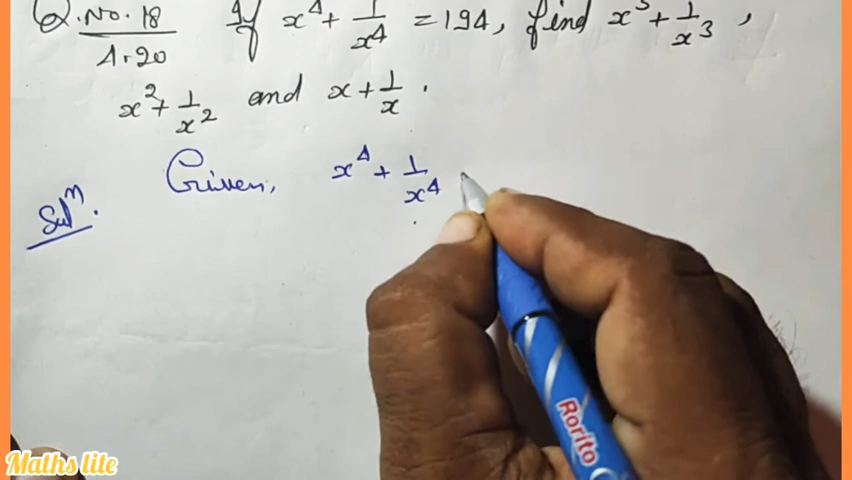 Q.No. 18 If x⁴ + 1/x⁴ = 194, find x³ + 1/x³,
4.20
x² + 1/x² and x + 1/x.
Solⁿ. Given, x⁴ + 1/x⁴
Rorito
Maths lite